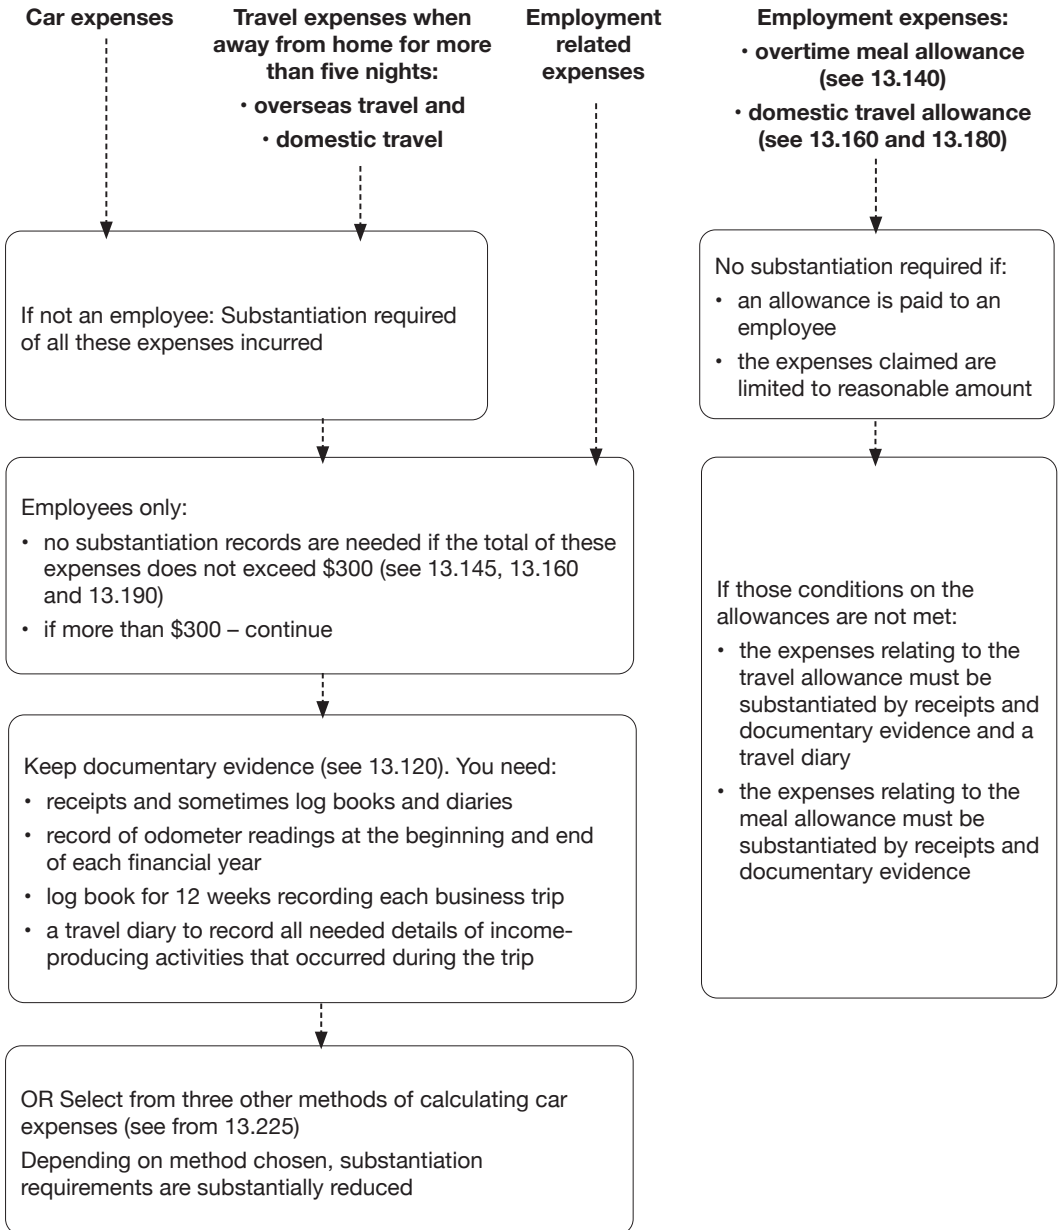 Car expenses
Travel expenses when
away from home for more
than five nights:
• overseas travel and
• domestic travel
Employment
related
expenses
Employment expenses:
• overtime meal allowance
(see 13.140)
• domestic travel allowance
(see 13.160 and 13.180)
If not an employee: Substantiation required
of all these expenses incurred
No substantiation required if:
• an allowance is paid to an
employee
• the expenses claimed are
limited to reasonable amount
Employees only:
• no substantiation records are needed if the total of these
expenses does not exceed $300 (see 13.145, 13.160
and 13.190)
• if more than $300 – continue
If those conditions on the
allowances are not met:
• the expenses relating to the
travel allowance must be
substantiated by receipts and
documentary evidence and a
travel diary
• the expenses relating to the
meal allowance must be
substantiated by receipts and
documentary evidence
Keep documentary evidence (see 13.120). You need:
• receipts and sometimes log books and diaries
• record of odometer readings at the beginning and end
of each financial year
• log book for 12 weeks recording each business trip
• a travel diary to record all needed details of income-
producing activities that occurred during the trip
OR Select from three other methods of calculating car
expenses (see from 13.225)
Depending on method chosen, substantiation
requirements are substantially reduced